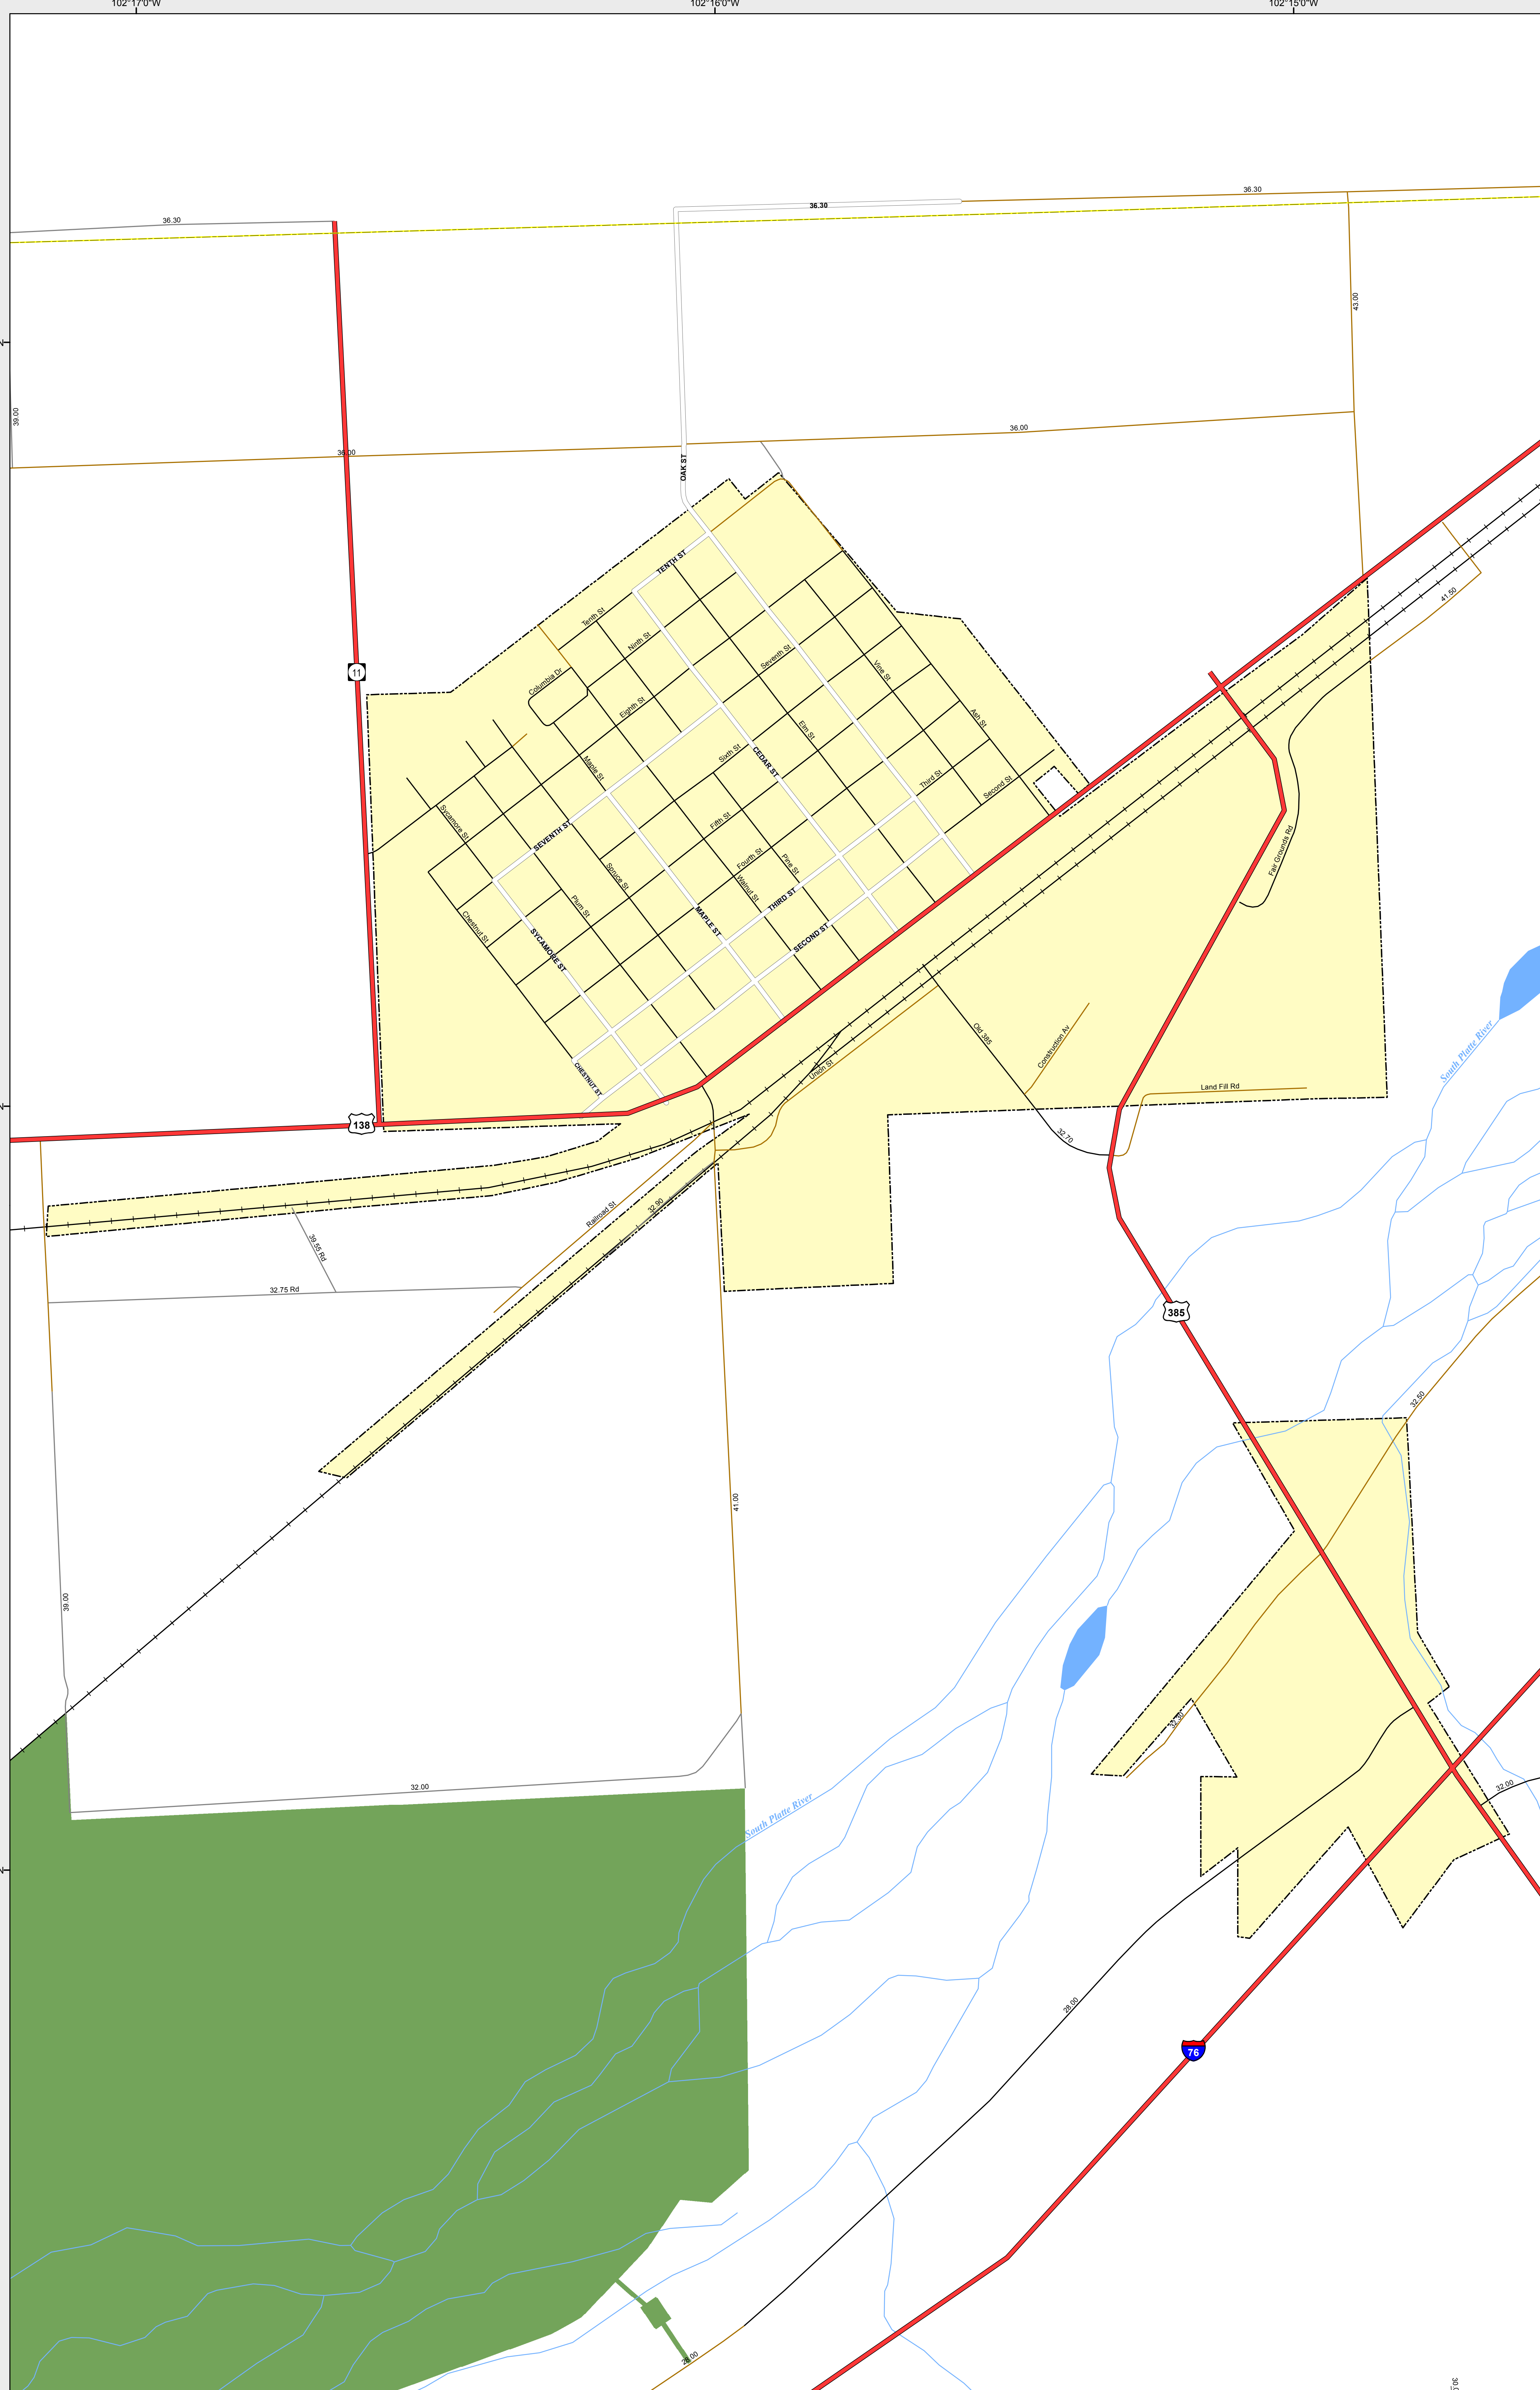 102°17'0"W
102°16'0"W
102°15'0"W
36.30
36.30
36.30
43.00
39.00
36.00
36.00
OAK ST
N
TENTH ST
41.50
Tenth St
Ninth St
Seventh St
Vine St
11
Columbia Dr
Eighth St
Ash St
Elm St
Sixth St
CEDAR ST
Maple St
Third St
Second St
Sycamore St
Fifth St
SEVENTH ST
Fair Grounds Rd
Fourth St
Pine St
Spruce St
Walnut St
THIRD ST
Plum St
Chestnut St
MAPLE ST
SECOND ST
SYCAMORE ST
Old 385
Construction Av
South Platte River
Union St
CHESTNUT ST
Land Fill Rd
N
138
32.70
32.90
Railroad St
39.55 Rd
32.75 Rd
385
32.50
41.00
39.00
32.30
32.00
32.00
South Platte River
N
28.00
76
28.00